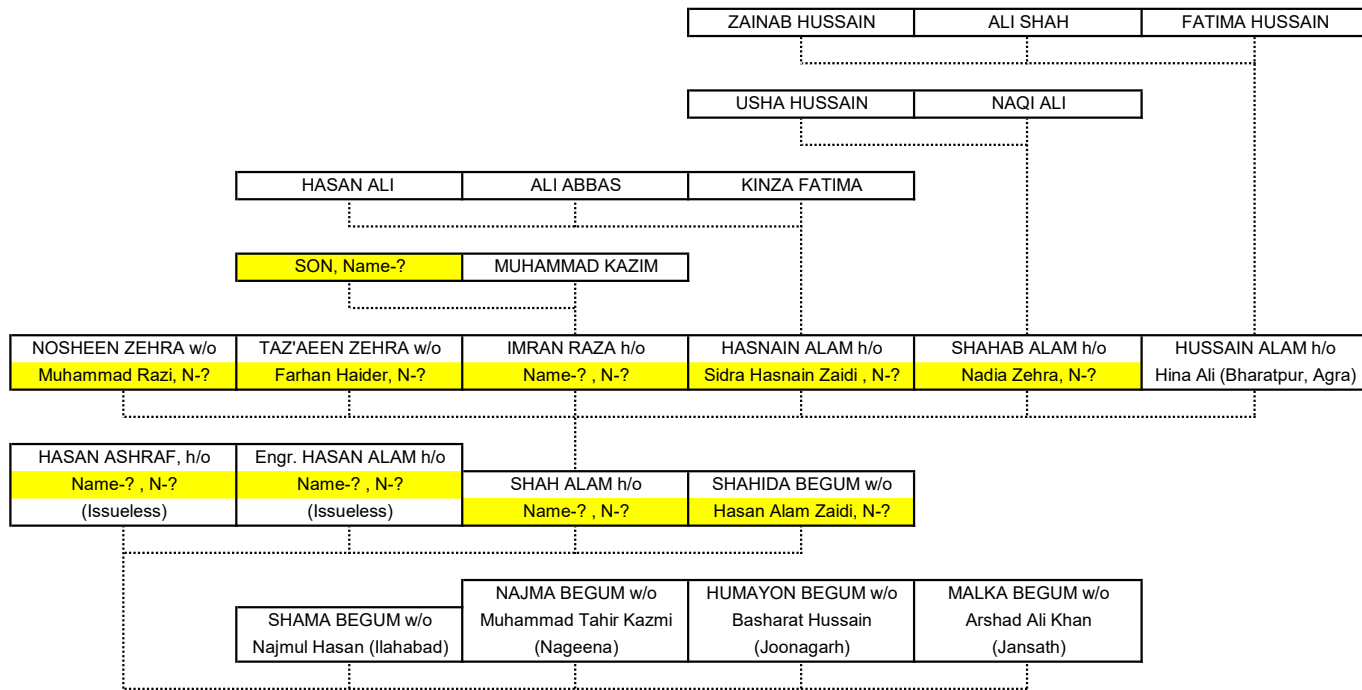 ZAINAB HUSSAIN ALI SHAH FATIMA HUSSAIN
USHA HUSSAIN NAQI ALI
HASAN ALI ALI ABBAS KINZA FATIMA
SON, Name-? MUHAMMAD KAZIM
NOSHEEN ZEHRA w/o TAZ'AEEN ZEHRA w/o IMRAN RAZA h/o HASNAIN ALAM h/o SHAHAB ALAM h/o HUSSAIN ALAM h/o
Muhammad Razi, N-? Farhan Haider, N-? Name-? , N-? Sidra Hasnain Zaidi , N-? Nadia Zehra, N-? Hina Ali (Bharatpur, Agra)
HASAN ASHRAF, h/o Engr. HASAN ALAM h/o
Name-? , N-? Name-? , N-? SHAH ALAM h/o SHAHIDA BEGUM w/o
(Issueless) (Issueless) Name-? , N-? Hasan Alam Zaidi, N-?
NAJMA BEGUM w/o HUMAYON BEGUM w/o MALKA BEGUM w/o
SHAMA BEGUM w/o Muhammad Tahir Kazmi Basharat Hussain Arshad Ali Khan
Najmul Hasan (Ilahabad) (Nageena) (Joonagarh) (Jansath)